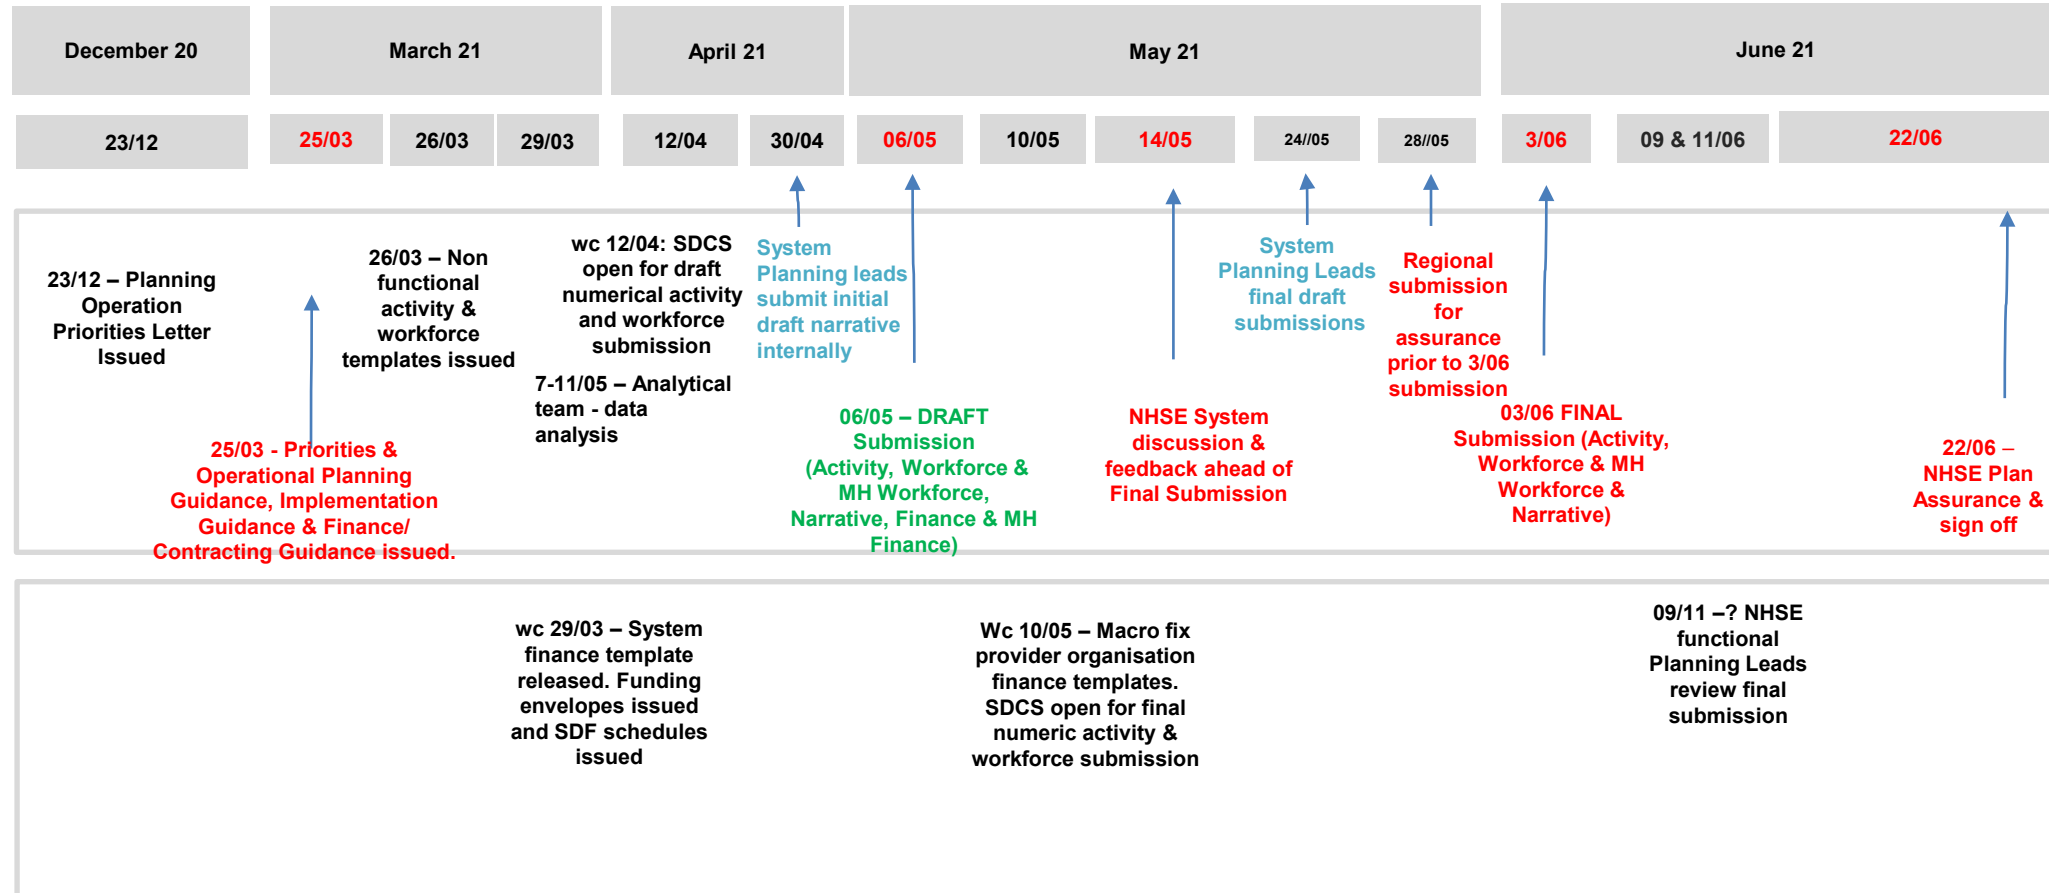 December 20
March 21
April 21
May 21
June 21
23/12
25/03
26/03
29/03
12/04
30/04
06/05
10/05
14/05
24//05
28//05
3/06
09 & 11/06
22/06
23/12 – Planning
Operation
Priorities Letter
Issued
25/03 - Priorities &
Operational Planning
Guidance, Implementation
Guidance & Finance/
Contracting Guidance issued.
26/03 – Non
functional
activity &
workforce
templates issued
wc 12/04: SDCS
open for draft
numerical activity
and workforce
submission
7-11/05 – Analytical
team - data
analysis
System
Planning leads
submit initial
draft narrative
internally
06/05 – DRAFT
Submission
(Activity, Workforce &
MH Workforce,
Narrative, Finance & MH
Finance)
NHSE System
discussion &
feedback ahead of
Final Submission
System
Planning Leads
final draft
submissions
Regional
submission
for
assurance
prior to 3/06
submission
03/06 FINAL
Submission (Activity,
Workforce & MH
Workforce &
Narrative)
22/06 –
NHSE Plan
Assurance &
sign off
wc 29/03 – System
finance template
released. Funding
envelopes issued
and SDF schedules
issued
Wc 10/05 – Macro fix
provider organisation
finance templates.
SDCS open for final
numeric activity &
workforce submission
09/11 –? NHSE
functional
Planning Leads
review final
submission